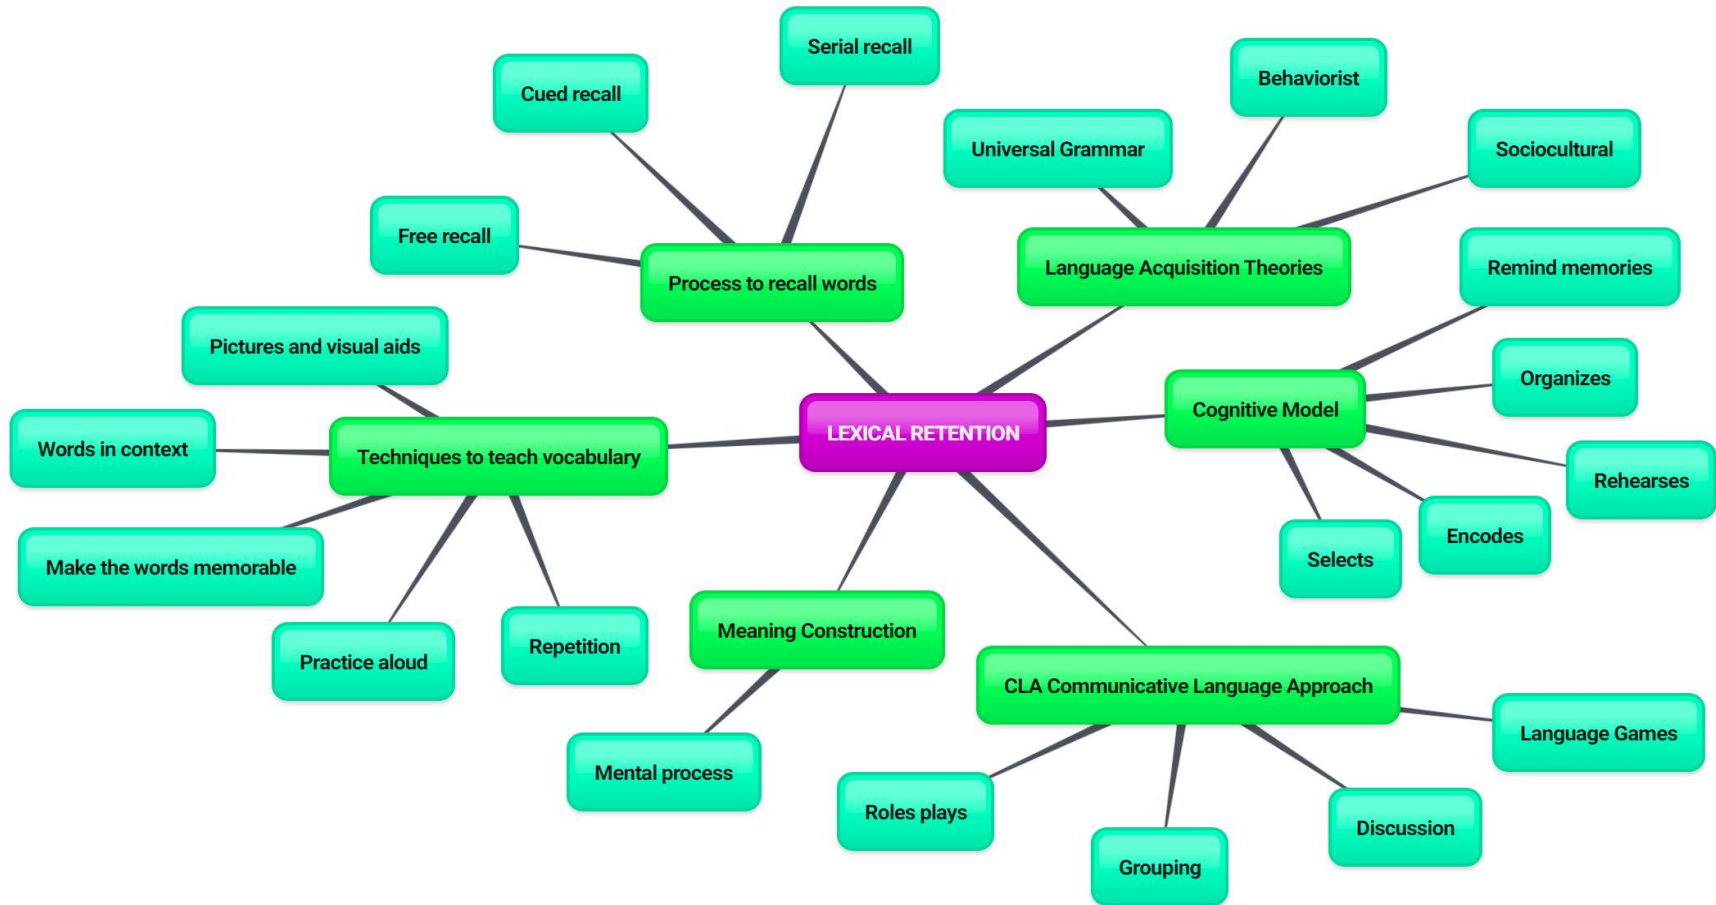 Serial recall
Cued recall
Free recall
Process to recall words
Universal Grammar
Behaviorist
Sociocultural
Language Acquisition Theories
Remind memories
Organizes
Rehearses
Encodes
Selects
Cognitive Model
LEXICAL RETENTION
Pictures and visual aids
Words in context
Make the words memorable
Practice aloud
Repetition
Techniques to teach vocabulary
Meaning Construction
Mental process
CLA Communicative Language Approach
Language Games
Roles plays
Grouping
Discussion